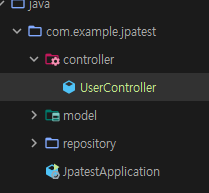 java
com.example.jpatest
controller
UserController
model
repository
JpatestApplication